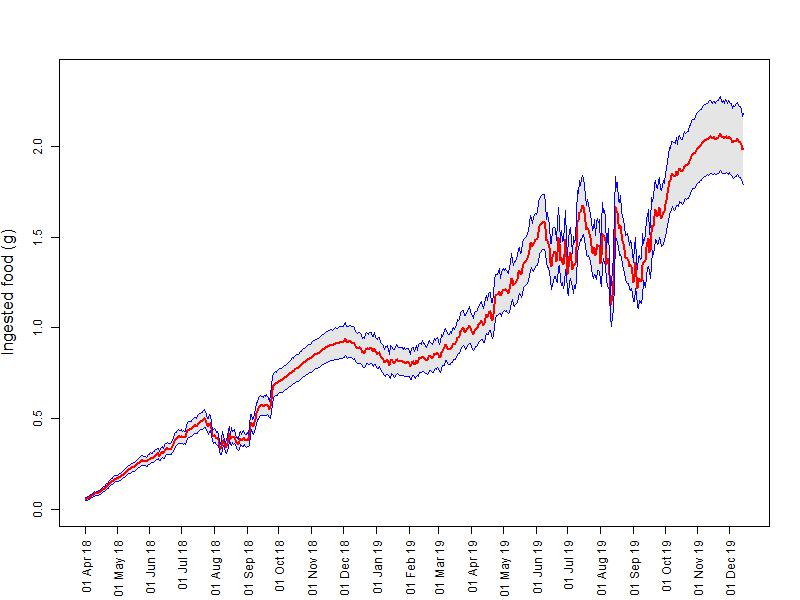 Ingested food (g)
2.0
1.5
1.0
0.5
0.0
01 Apr 18
01 May 18
01 Jun 18
01 Jul 18
01 Aug 18
01 Sep 18
01 Oct 18
01 Nov 18
01 Dec 18
01 Jan 19
01 Feb 19
01 Mar 19
01 Apr 19
01 May 19
01 Jun 19
01 Jul 19
01 Aug 19
01 Sep 19
01 Oct 19
01 Nov 19
01 Dec 19